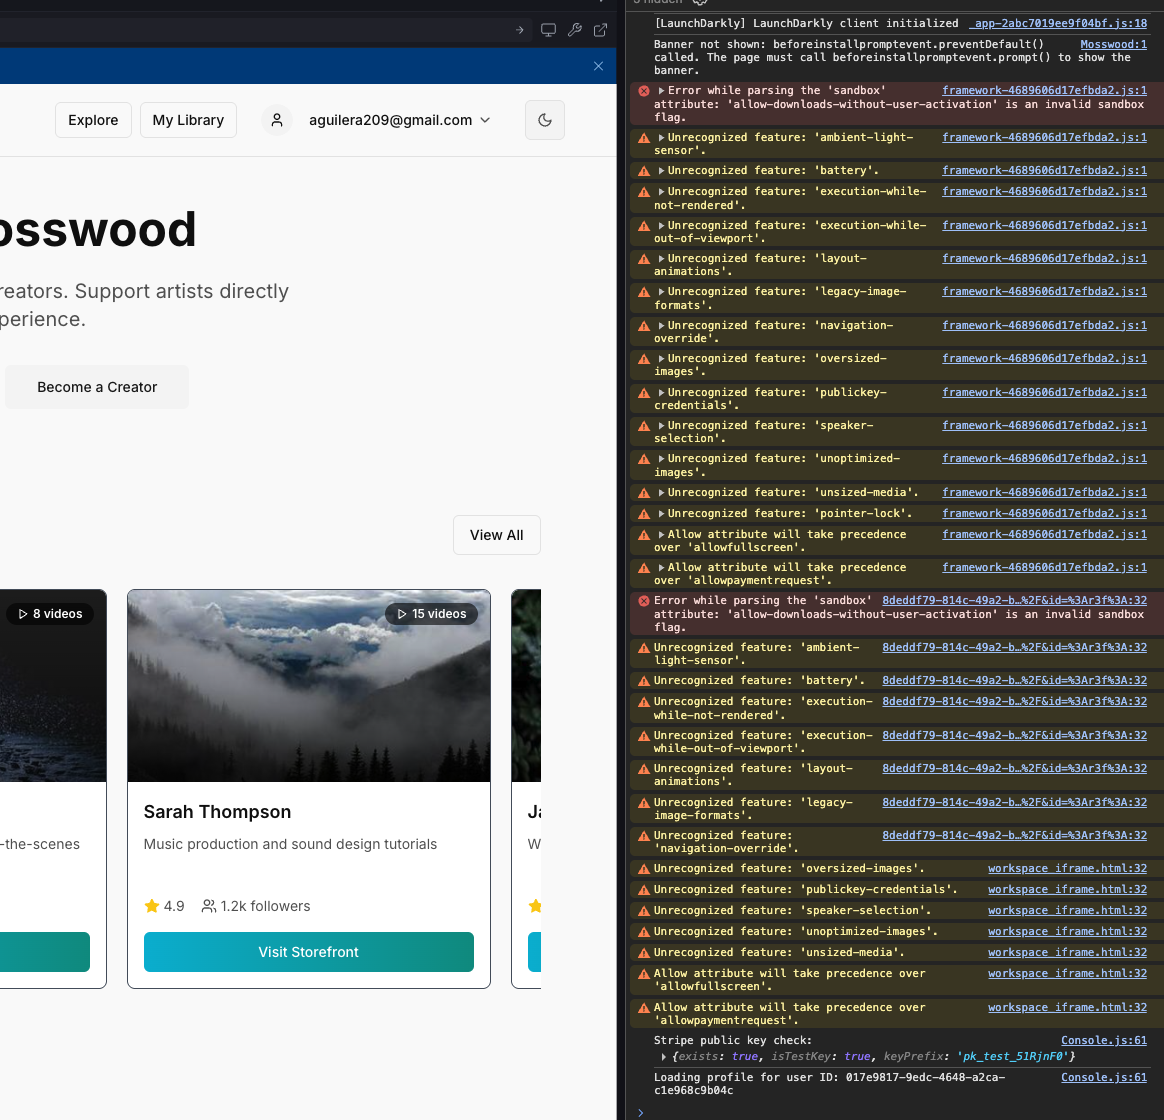 Explore
My Library
aguilera209@gmail.com
osswood
reators. Support artists directly
perience.
Become a Creator
View All
8 videos
15 videos
Sarah Thompson
-the-scenes
Music production and sound design tutorials
W
4.9
1.2k followers
Visit Storefront
[LaunchDarkly] LaunchDarkly client initialized _app-2abc7019ee9f04bf.js:18
Banner not shown: beforeinstallpromptevent.preventDefault() Mosswood:1
called. The page must call beforeinstallpromptevent.prompt() to show the
banner.
Error while parsing the 'sandbox' framework-4689606d17efbda2.js:1
attribute: 'allow-downloads-without-user-activation' is an invalid sandbox
flag.
Unrecognized feature: 'ambient-light- framework-4689606d17efbda2.js:1
sensor'.
Unrecognized feature: 'battery'. framework-4689606d17efbda2.js:1
Unrecognized feature: 'execution-while- framework-4689606d17efbda2.js:1
not-rendered'.
Unrecognized feature: 'execution-while- framework-4689606d17efbda2.js:1
out-of-viewport'.
Unrecognized feature: 'layout- framework-4689606d17efbda2.js:1
animations'.
Unrecognized feature: 'legacy-image- framework-4689606d17efbda2.js:1
formats'.
Unrecognized feature: 'navigation- framework-4689606d17efbda2.js:1
override'.
Unrecognized feature: 'oversized- framework-4689606d17efbda2.js:1
images'.
Unrecognized feature: 'publickey- framework-4689606d17efbda2.js:1
credentials'.
Unrecognized feature: 'speaker- framework-4689606d17efbda2.js:1
selection'.
Unrecognized feature: 'unoptimized- framework-4689606d17efbda2.js:1
images'.
Unrecognized feature: 'unsized-media'. framework-4689606d17efbda2.js:1
Unrecognized feature: 'pointer-lock'. framework-4689606d17efbda2.js:1
Allow attribute will take precedence framework-4689606d17efbda2.js:1
over 'allowfullscreen'.
Allow attribute will take precedence framework-4689606d17efbda2.js:1
over 'allowpaymentrequest'.
Error while parsing the 'sandbox' 8deddf79-814c-49a2-b…%2F&id=%3Ar3f%3A:32
attribute: 'allow-downloads-without-user-activation' is an invalid sandbox
flag.
Unrecognized feature: 'ambient- 8deddf79-814c-49a2-b…%2F&id=%3Ar3f%3A:32
light-sensor'.
Unrecognized feature: 'battery'. 8deddf79-814c-49a2-b…%2F&id=%3Ar3f%3A:32
Unrecognized feature: 'execution- 8deddf79-814c-49a2-b…%2F&id=%3Ar3f%3A:32
while-not-rendered'.
Unrecognized feature: 'execution- 8deddf79-814c-49a2-b…%2F&id=%3Ar3f%3A:32
while-out-of-viewport'.
Unrecognized feature: 'layout- 8deddf79-814c-49a2-b…%2F&id=%3Ar3f%3A:32
animations'.
Unrecognized feature: 'legacy- 8deddf79-814c-49a2-b…%2F&id=%3Ar3f%3A:32
image-formats'.
Unrecognized feature: 8deddf79-814c-49a2-b…%2F&id=%3Ar3f%3A:32
'navigation-override'.
Unrecognized feature: 'oversized-images'. workspace_iframe.html:32
Unrecognized feature: 'publickey-credentials'. workspace_iframe.html:32
Unrecognized feature: 'speaker-selection'. workspace_iframe.html:32
Unrecognized feature: 'unoptimized-images'. workspace_iframe.html:32
Unrecognized feature: 'unsized-media'. workspace_iframe.html:32
Allow attribute will take precedence over workspace_iframe.html:32
'allowfullscreen'.
Allow attribute will take precedence over workspace_iframe.html:32
'allowpaymentrequest'.
Stripe public key check: Console.js:61
{exists: true, isTestKey: true, keyPrefix: 'pk_test_51RjnF0'}
Loading profile for user ID: 017e9817-9edc-4648-a2ca- Console.js:61
c1e968c9b04c